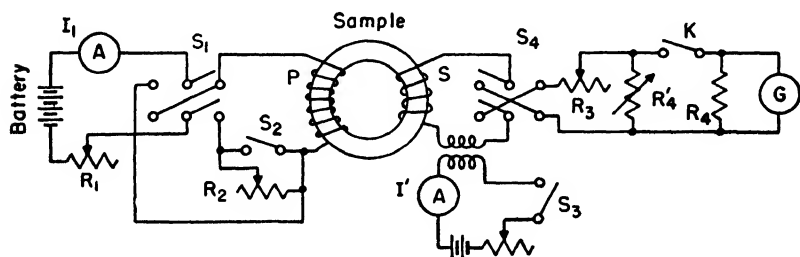 Sample
I₁
A
S₁
P
S
S₄
K
Battery
S₂
R₃
R'₄
R₄
G
R₁
R₂
I'
A
S₃